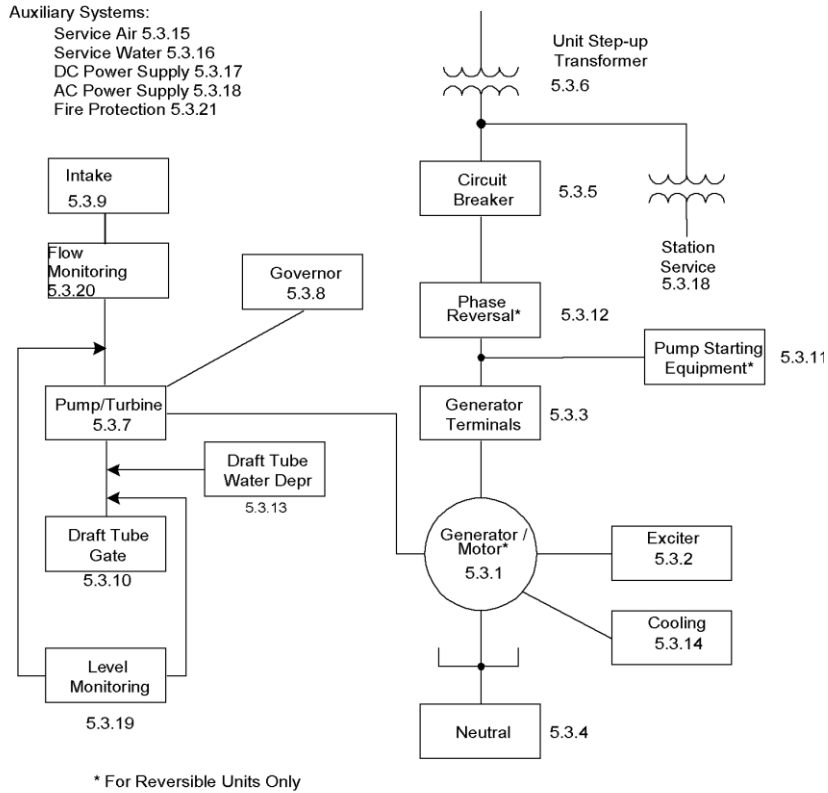 Auxiliary Systems:
Service Air 5.3.15
Service Water 5.3.16
DC Power Supply 5.3.17
AC Power Supply 5.3.18
Fire Protection 5.3.21
Unit Step-up
Transformer
5.3.6
Intake
5.3.9
Circuit
Breaker
5.3.5
Station
Service
5.3.18
Flow
Monitoring
5.3.20
Governor
5.3.8
Phase
Reversal*
5.3.12
Pump Starting
Equipment*
5.3.11
Pump/Turbine
5.3.7
Generator
Terminals
5.3.3
Draft Tube
Water Depr
5.3.13
Draft Tube
Gate
5.3.10
Generator /
Motor*
5.3.1
Exciter
5.3.2
Cooling
5.3.14
Level
Monitoring
5.3.19
Neutral
5.3.4
* For Reversible Units Only